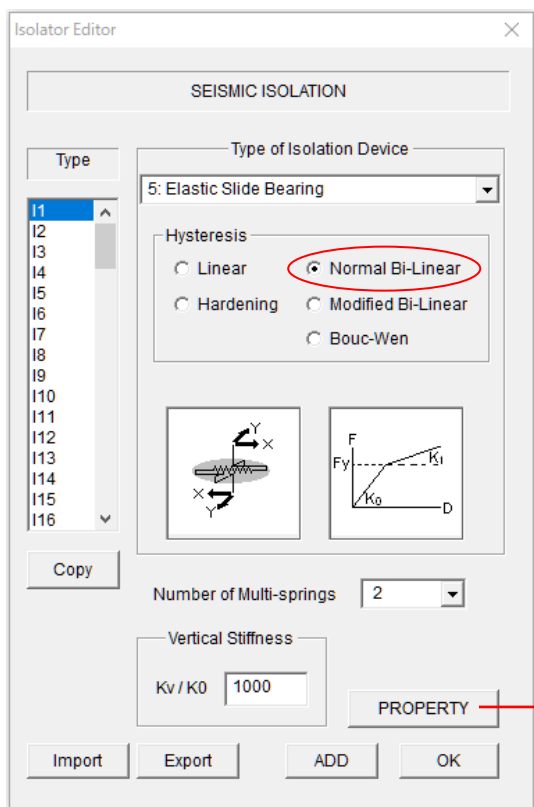 Isolator Editor
SEISMIC ISOLATION
Type
I1
I2
I3
I4
I5
I6
I7
I8
I9
I10
I11
I12
I13
I14
I15
I16
Copy
Type of Isolation Device
5: Elastic Slide Bearing
Hysteresis
Linear
Normal Bi-Linear
Hardening
Modified Bi-Linear
Bouc-Wen
Y
X
X
Y
F
Fy
K1
K0
D
Number of Multi-springs
2
Vertical Stiffness
Kv / K0
1000
PROPERTY
Import
Export
ADD
OK